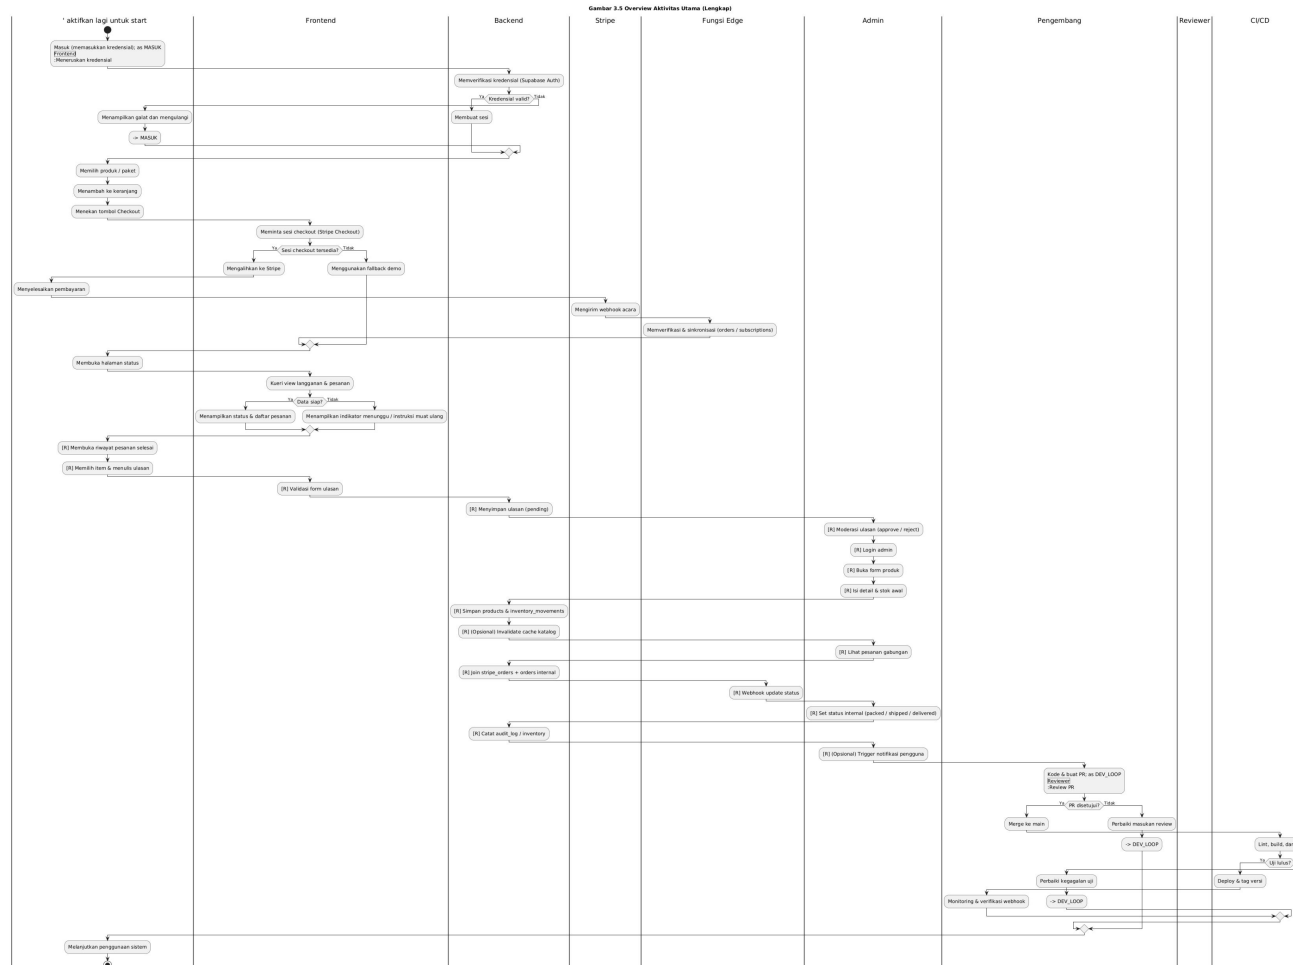 Gambar 3.5 Overview Aktivitas Utama (Lengkap)
' aktifkan lagi untuk start
Frontend
Backend
Stripe
Fungsi Edge
Admin
Pengembang
Reviewer
CI/CD
Masuk (memasukkan kredensial); as MASUK
Frontend
:Meneruskan kredensial
Memverifikasi kredensial (Supabase Auth)
Ya
Kredensial valid?
Tidak
Menampilkan galat dan mengulangi
Membuat sesi
-> MASUK
Memilih produk / paket
Menambah ke keranjang
Menekan tombol Checkout
Meminta sesi checkout (Stripe Checkout)
Ya
Sesi checkout tersedia?
Tidak
Mengalihkan ke Stripe
Menggunakan fallback demo
Menyelesaikan pembayaran
Mengirim webhook acara
Memverifikasi & sinkronisasi (orders / subscriptions)
Membuka halaman status
Kueri view langganan & pesanan
Ya
Data siap?
Tidak
Menampilkan status & daftar pesanan
Menampilkan indikator menunggu / instruksi muat ulang
[R] Membuka riwayat pesanan selesai
[R] Memilih item & menulis ulasan
[R] Validasi form ulasan
[R] Menyimpan ulasan (pending)
[R] Moderasi ulasan (approve / reject)
[R] Login admin
[R] Buka form produk
[R] Isi detail & stok awal
[R] Simpan products & inventory_movements
[R] (Opsional) Invalidate cache katalog
[R] Lihat pesanan gabungan
[R] Join stripe_orders + orders internal
[R] Webhook update status
[R] Set status internal (packed / shipped / delivered)
[R] Catat audit_log / inventory
[R] (Opsional) Trigger notifikasi pengguna
Kode & buat PR; as DEV_LOOP
Reviewer
:Review PR
Ya
PR disetujui?
Tidak
Merge ke main
Perbaiki masukan review
-> DEV_LOOP
Lint, build, dan
Ya
Uji lulus?
Perbaiki kegagalan uji
Deploy & tag versi
Monitoring & verifikasi webhook
-> DEV_LOOP
Melanjutkan penggunaan sistem